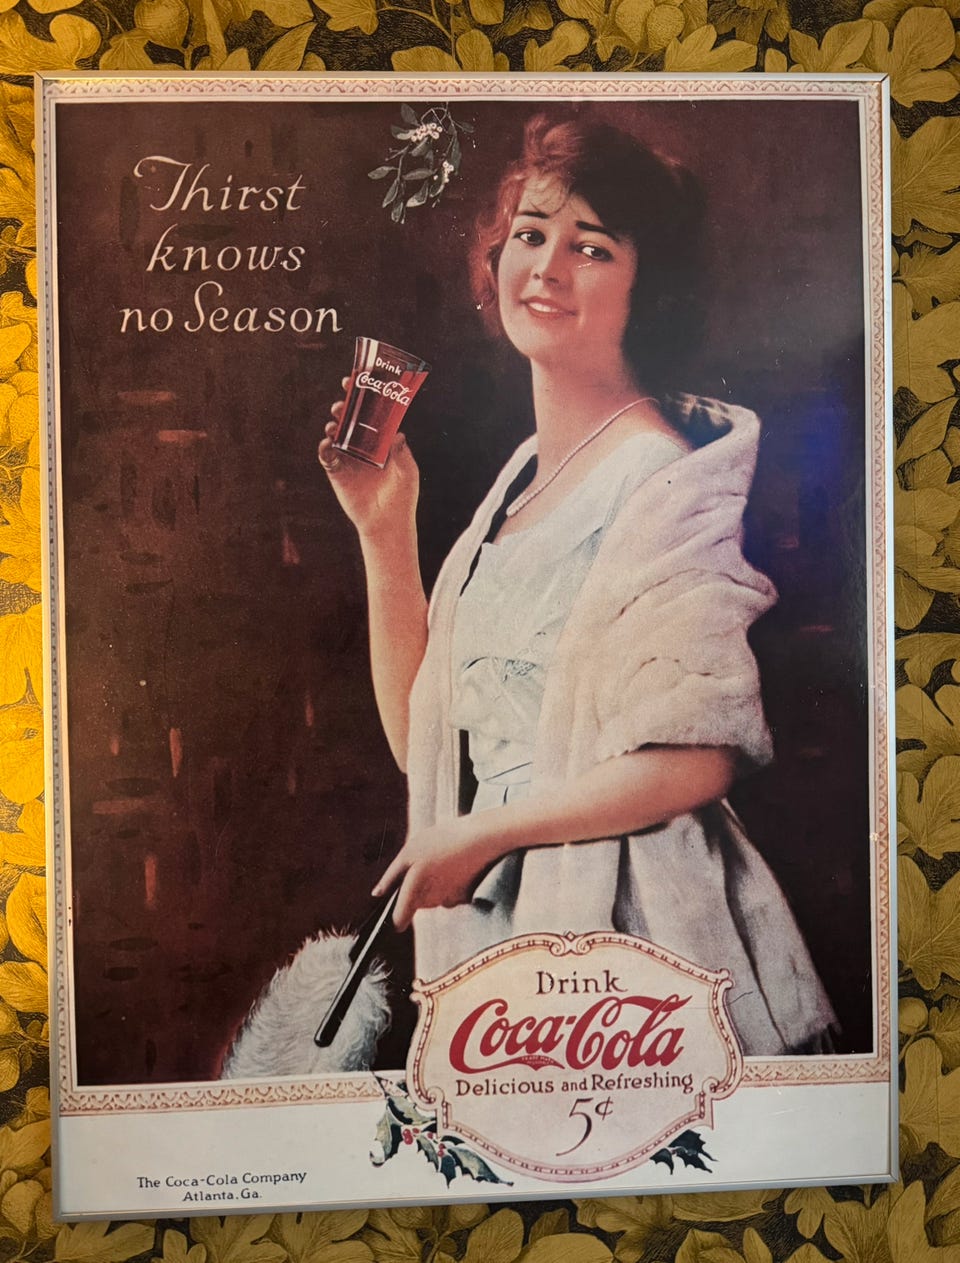 Thirst
knows
no Season
Drink
Coca-Cola
Drink
Coca-Cola
Delicious and Refreshing
5¢
The Coca-Cola Company
Atlanta, Ga.